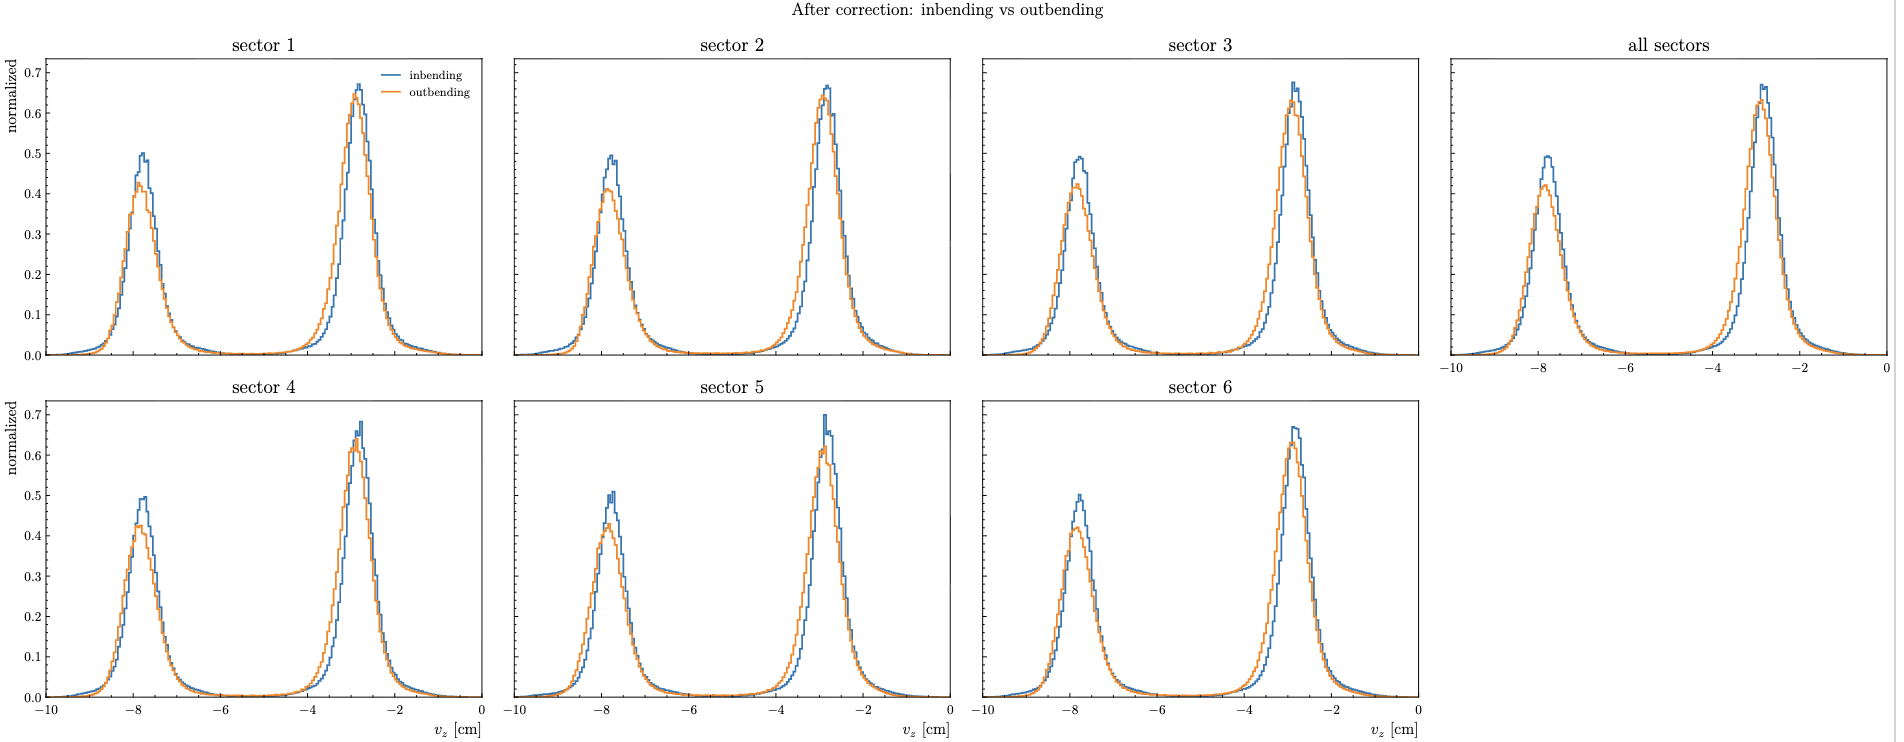 After correction: inbending vs outbending
sector 1
sector 2
sector 3
all sectors
normalized
0.7
0.6
0.5
0.4
0.3
0.2
0.1
0.0
inbending
outbending
−10 −8 −6 −4 −2 0
sector 4
sector 5
sector 6
normalized
0.7
0.6
0.5
0.4
0.3
0.2
0.1
0.0
−10 −8 −6 −4 −2 0
−10 −8 −6 −4 −2 0
−10 −8 −6 −4 −2 0
v_z [cm]
v_z [cm]
v_z [cm]